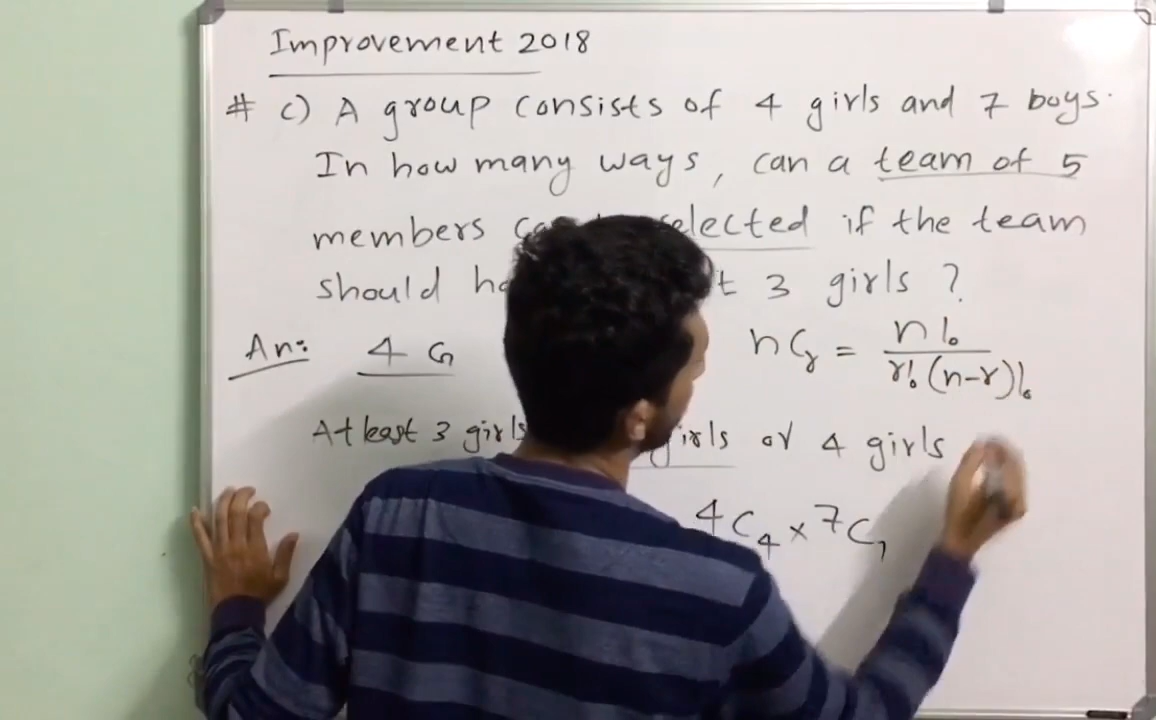 Improvement 2018
# c) A group consists of 4 girls and 7 boys.
In how many ways, can a team of 5
members selected if the team
should 3 girls ?
Ans: 4 G nCr = n! / r!(n-r)!
At least 3 girls girls or 4 girls
4C4 × 7C1